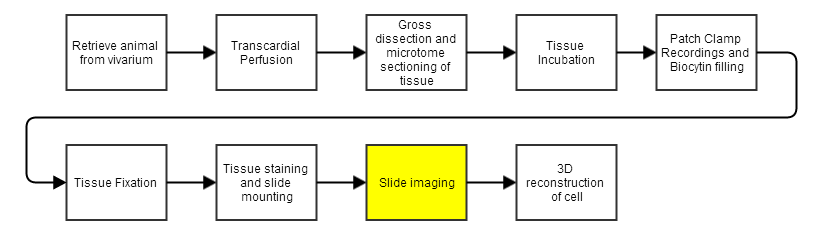 Retrieve animal
from vivarium
Transcardial
Perfusion
Gross
dissection and
microtome
sectioning of
tissue
Tissue
Incubation
Patch Clamp
Recordings and
Biocytin filling
Tissue Fixation
Tissue staining
and slide
mounting
Slide imaging
3D
reconstruction
of cell